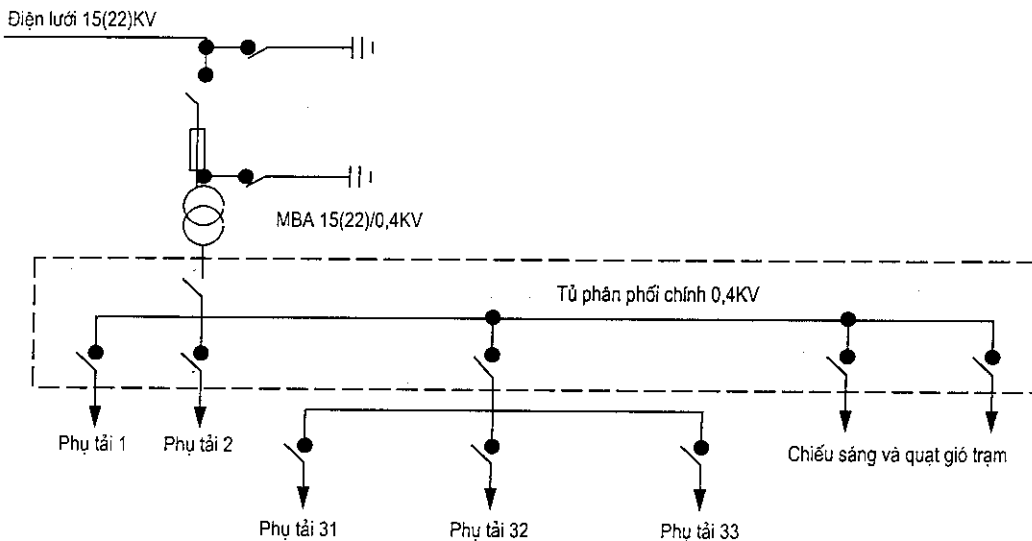 Điện lưới 15(22)KV
MBA 15(22)/0,4KV
Tủ phân phối chính 0,4KV
Phụ tải 1
Phụ tải 2
Chiếu sáng và quạt gió trạm
Phụ tải 31
Phụ tải 32
Phụ tải 33